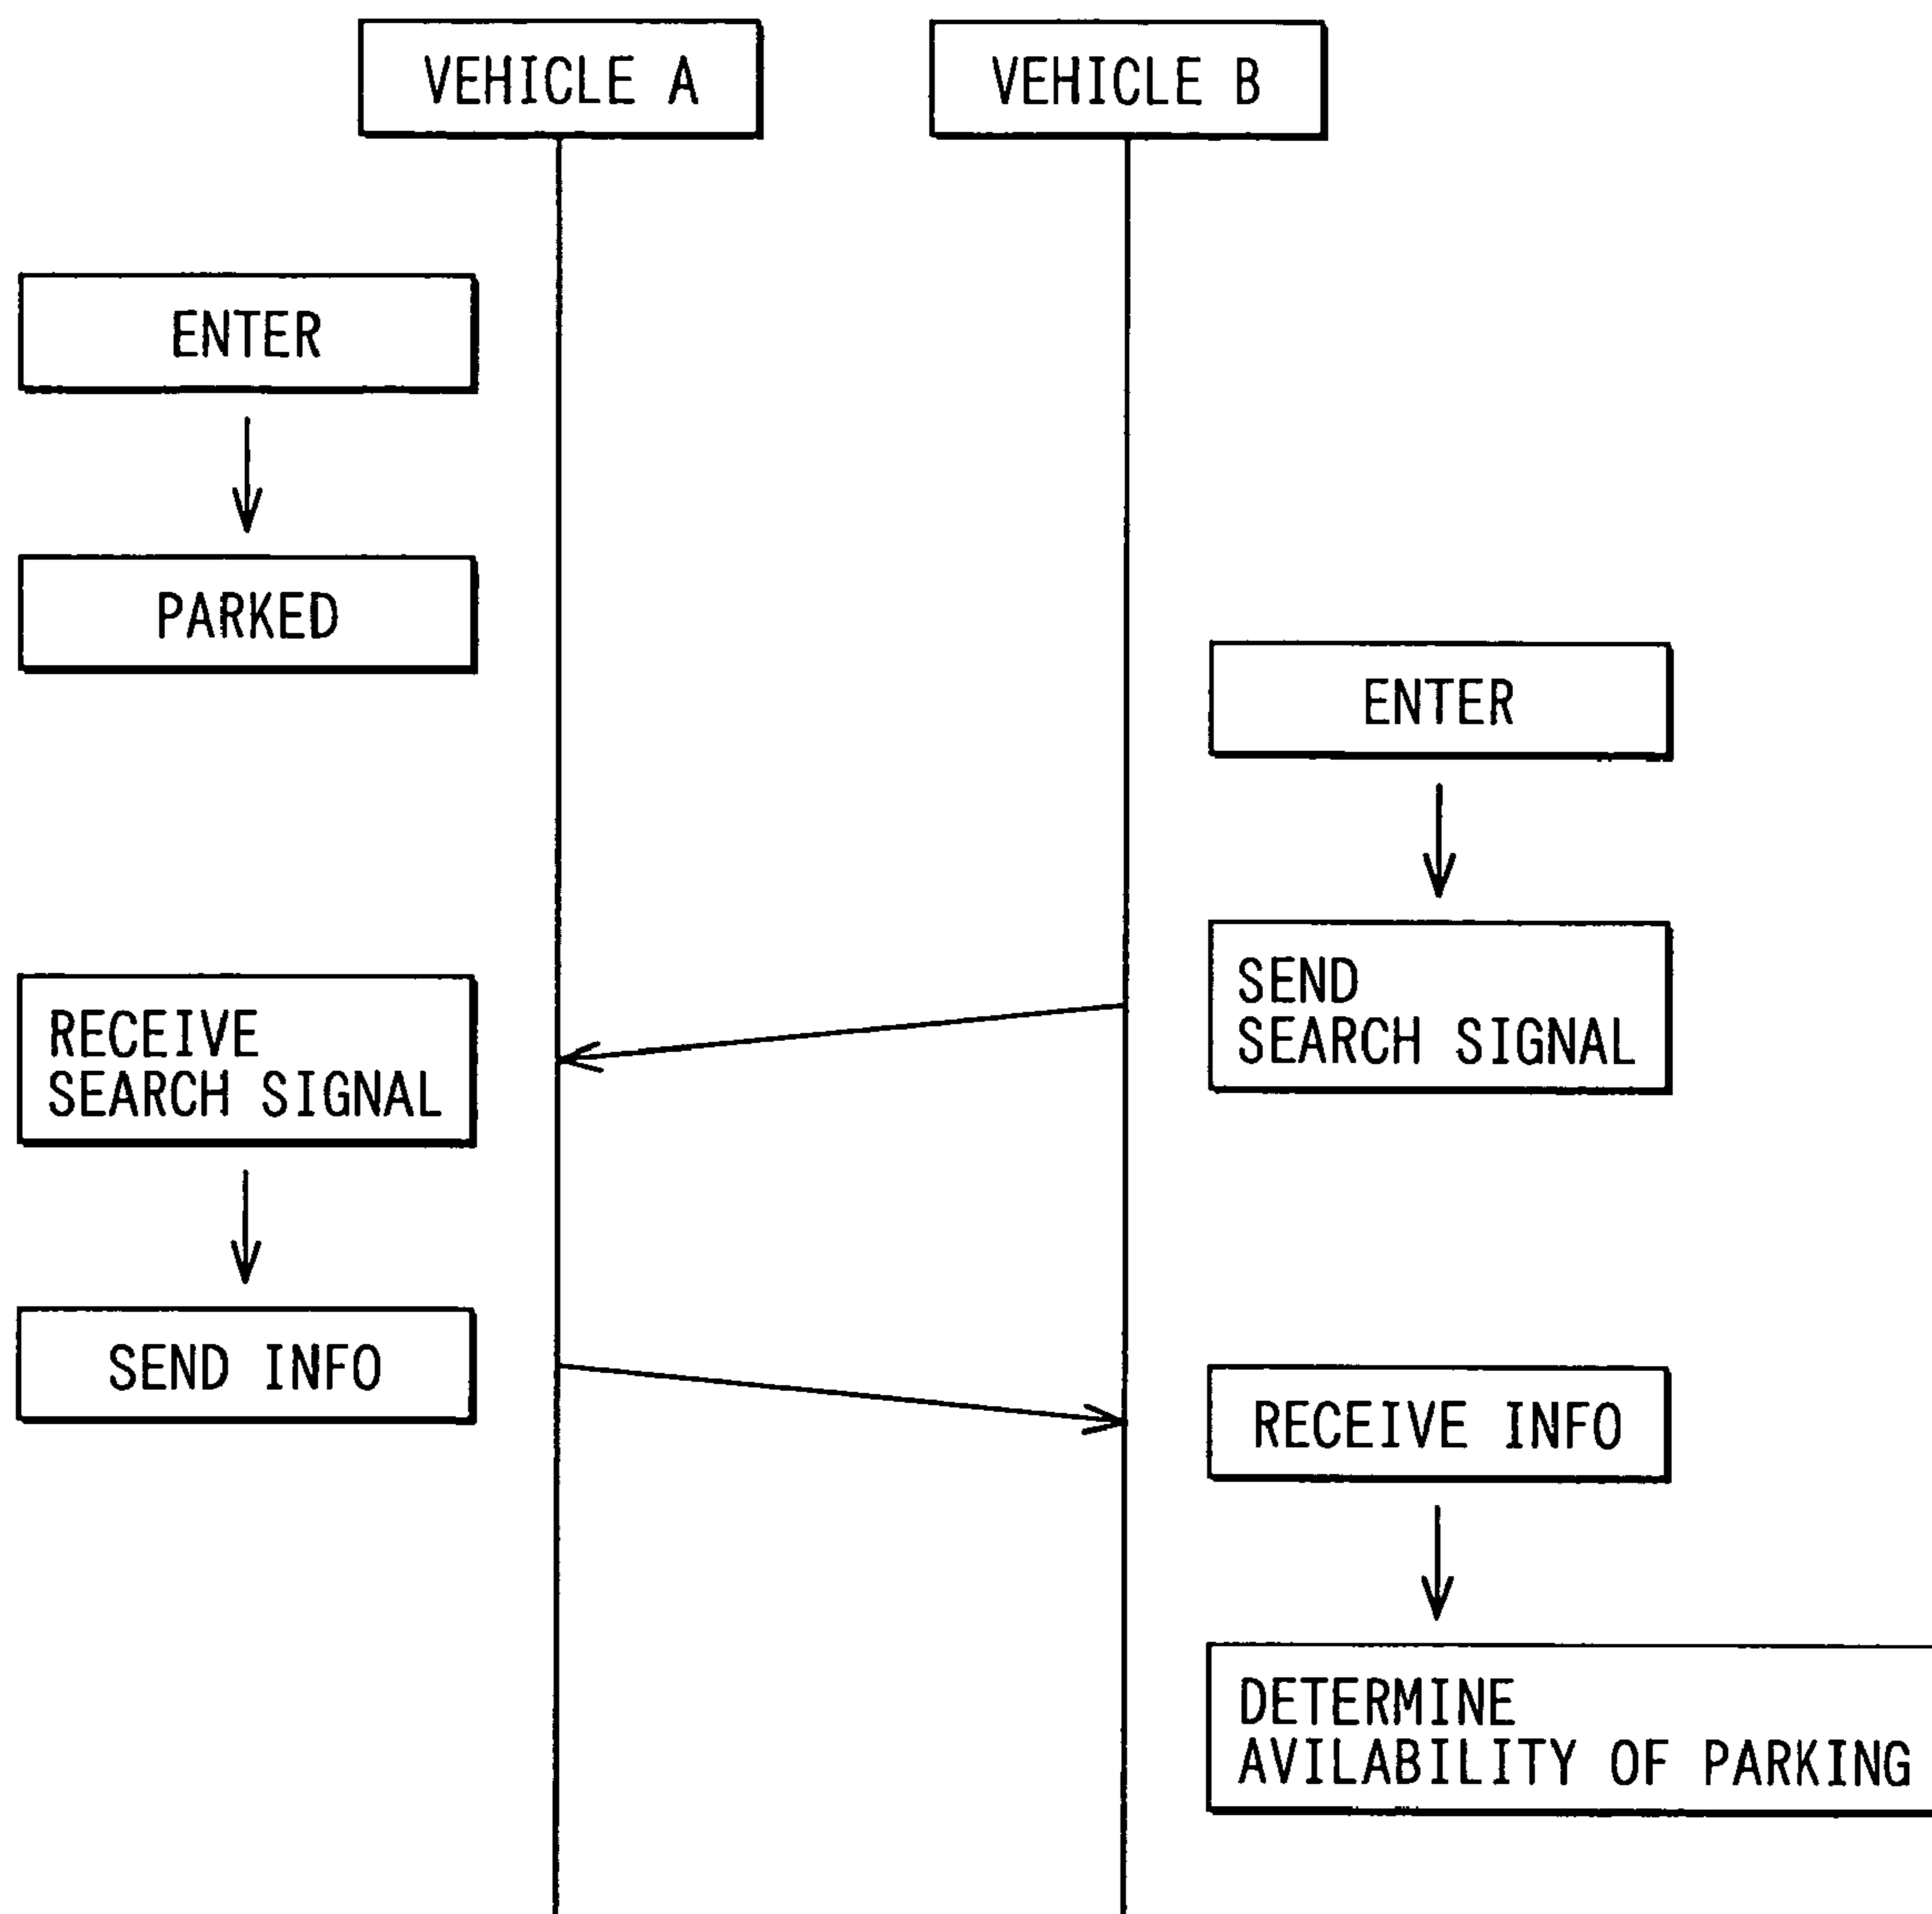 VEHICLE A
VEHICLE B
ENTER
PARKED
ENTER
SEND
SEARCH SIGNAL
RECEIVE
SEARCH SIGNAL
SEND INFO
RECEIVE INFO
DETERMINE
AVILABILITY OF PARKING